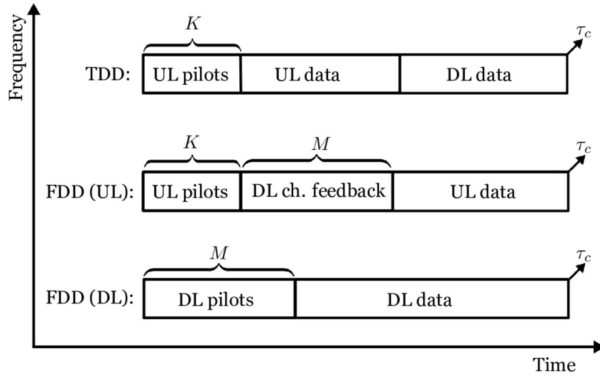 Frequency
K
τc
TDD: UL pilots UL data DL data
K M
τc
FDD (UL): UL pilots DL ch. feedback UL data
M
τc
FDD (DL): DL pilots DL data
Time